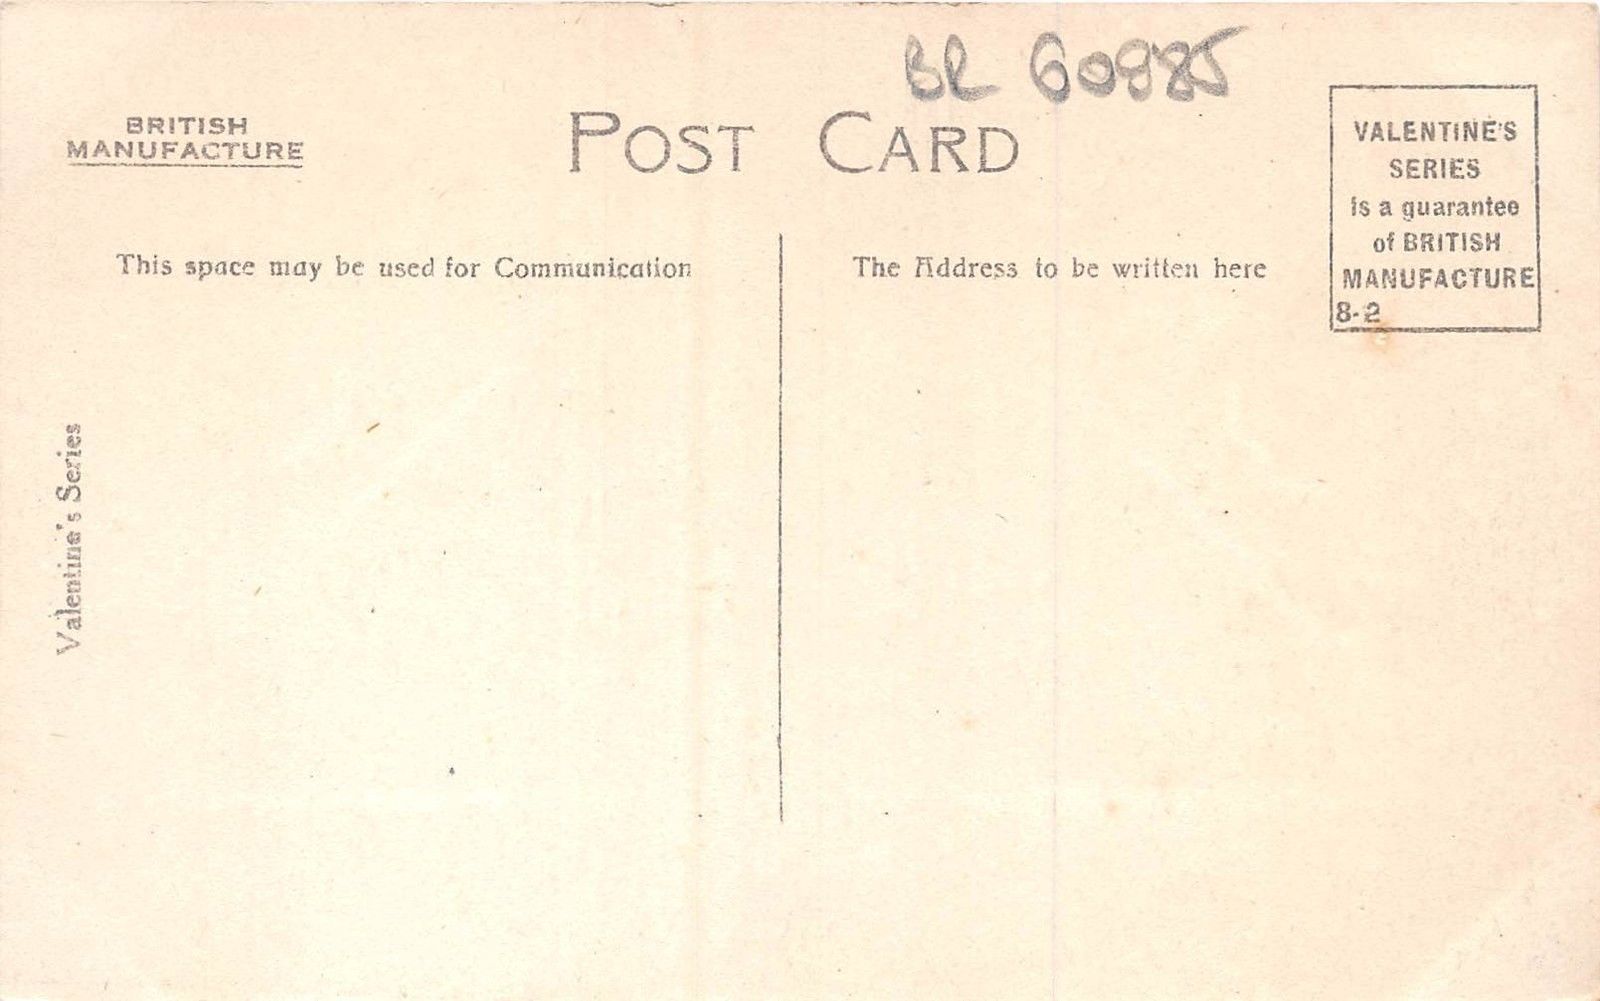 BR 60885
BRITISH
MANUFACTURE
POST CARD
VALENTINE'S
SERIES
is a guarantee
of BRITISH
MANUFACTURE
8-2
This space may be used for Communication
The Address to be written here
Valentine's Series